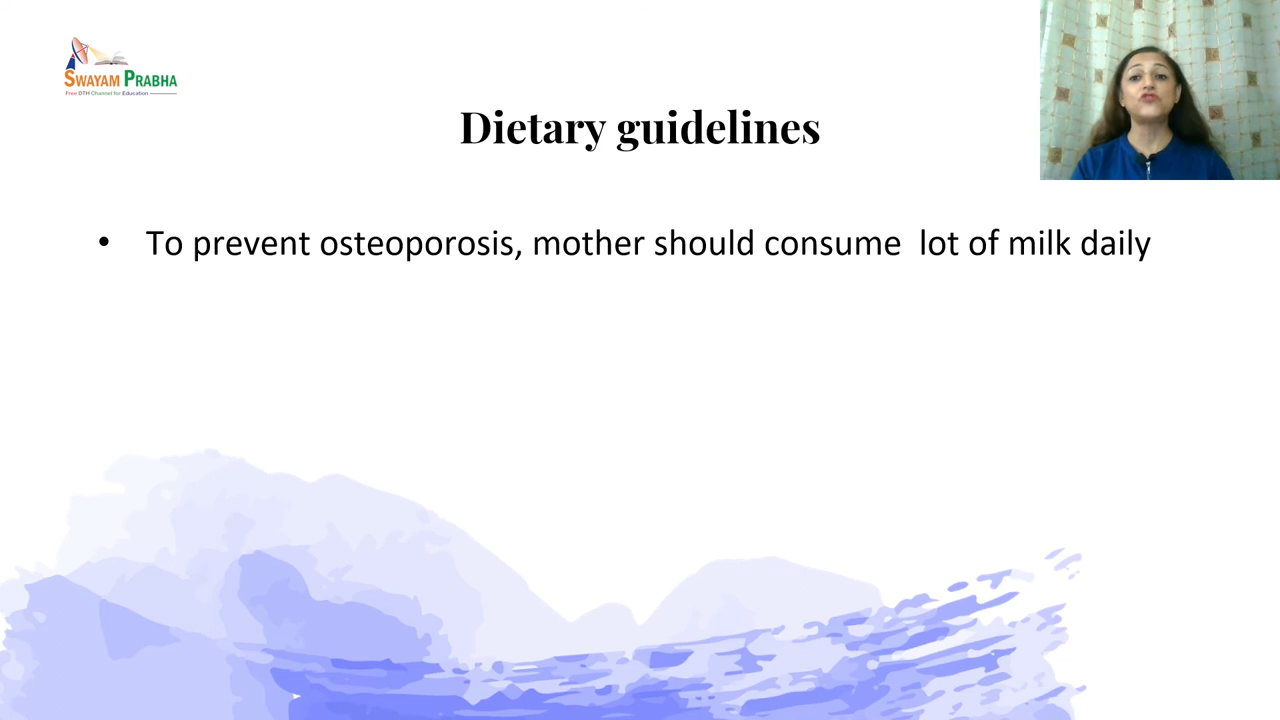 SWAYAM PRABHA
Free DTH Channel for Education
Dietary guidelines
• To prevent osteoporosis, mother should consume  lot of milk daily